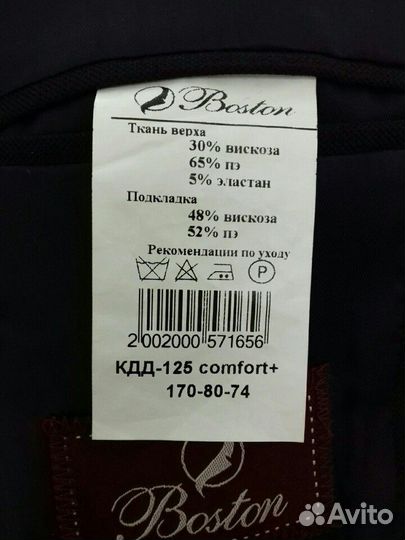 Boston
Ткань верха
30% вискоза
65% пэ
5% эластан
Подкладка
48% вискоза
52% пэ
Рекомендации по уходу
P
2 002000 571656
КДД-125 comfort+
170-80-74
Boston
Avito